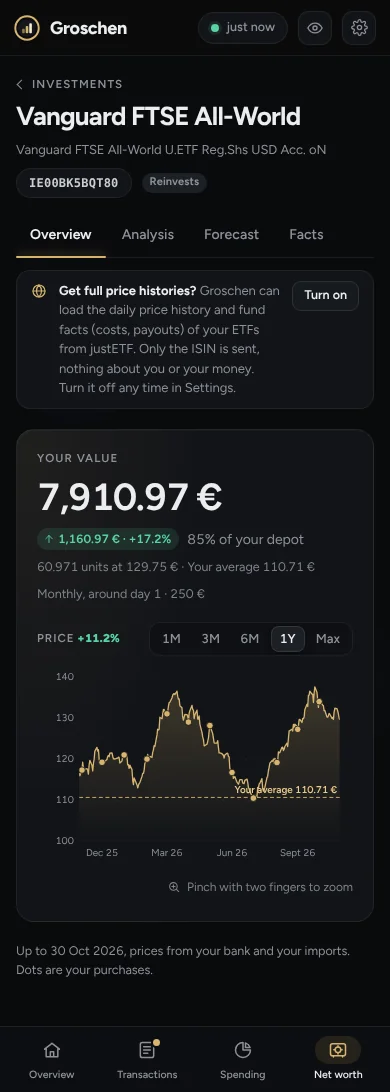 Groschen
just now
INVESTMENTS
Vanguard FTSE All-World
Vanguard FTSE All-World U.ETF Reg.Shs USD Acc. oN
IE00BK5BQT80
Reinvests
Overview
Analysis
Forecast
Facts
Get full price histories? Groschen can
load the daily price history and fund
facts (costs, payouts) of your ETFs
from justETF. Only the ISIN is sent,
nothing about you or your money.
Turn it off any time in Settings.
Turn on
YOUR VALUE
7,910.97 €
↑ 1,160.97 € · +17.2%
85% of your depot
60.971 units at 129.75 € · Your average 110.71 €
Monthly, around day 1 · 250 €
PRICE +11.2%
1M
3M
6M
1Y
Max
140
130
120
110
100
Your average 110.71 €
Dec 25
Mar 26
Jun 26
Sept 26
Pinch with two fingers to zoom
Up to 30 Oct 2026, prices from your bank and your imports.
Dots are your purchases.
Overview
Transactions
Spending
Net worth